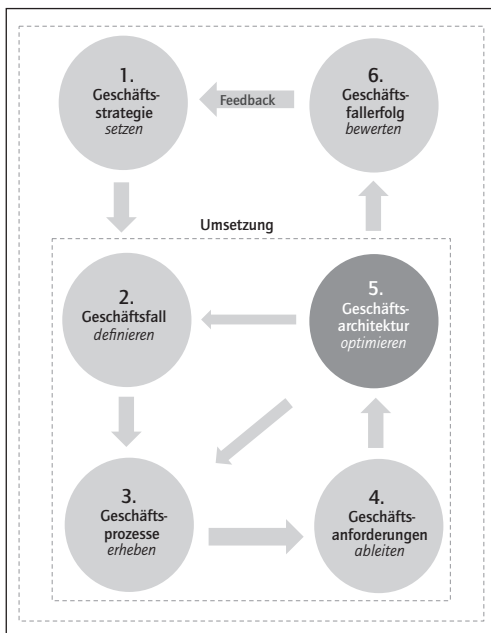 1.
Geschäfts-
strategie
setzen
Feedback
6.
Geschäfts-
fallerfolg
bewerten
Umsetzung
2.
Geschäftsfall
definieren
5.
Geschäfts-
architektur
optimieren
3.
Geschäfts-
prozesse
erheben
4.
Geschäfts-
anforderungen
ableiten